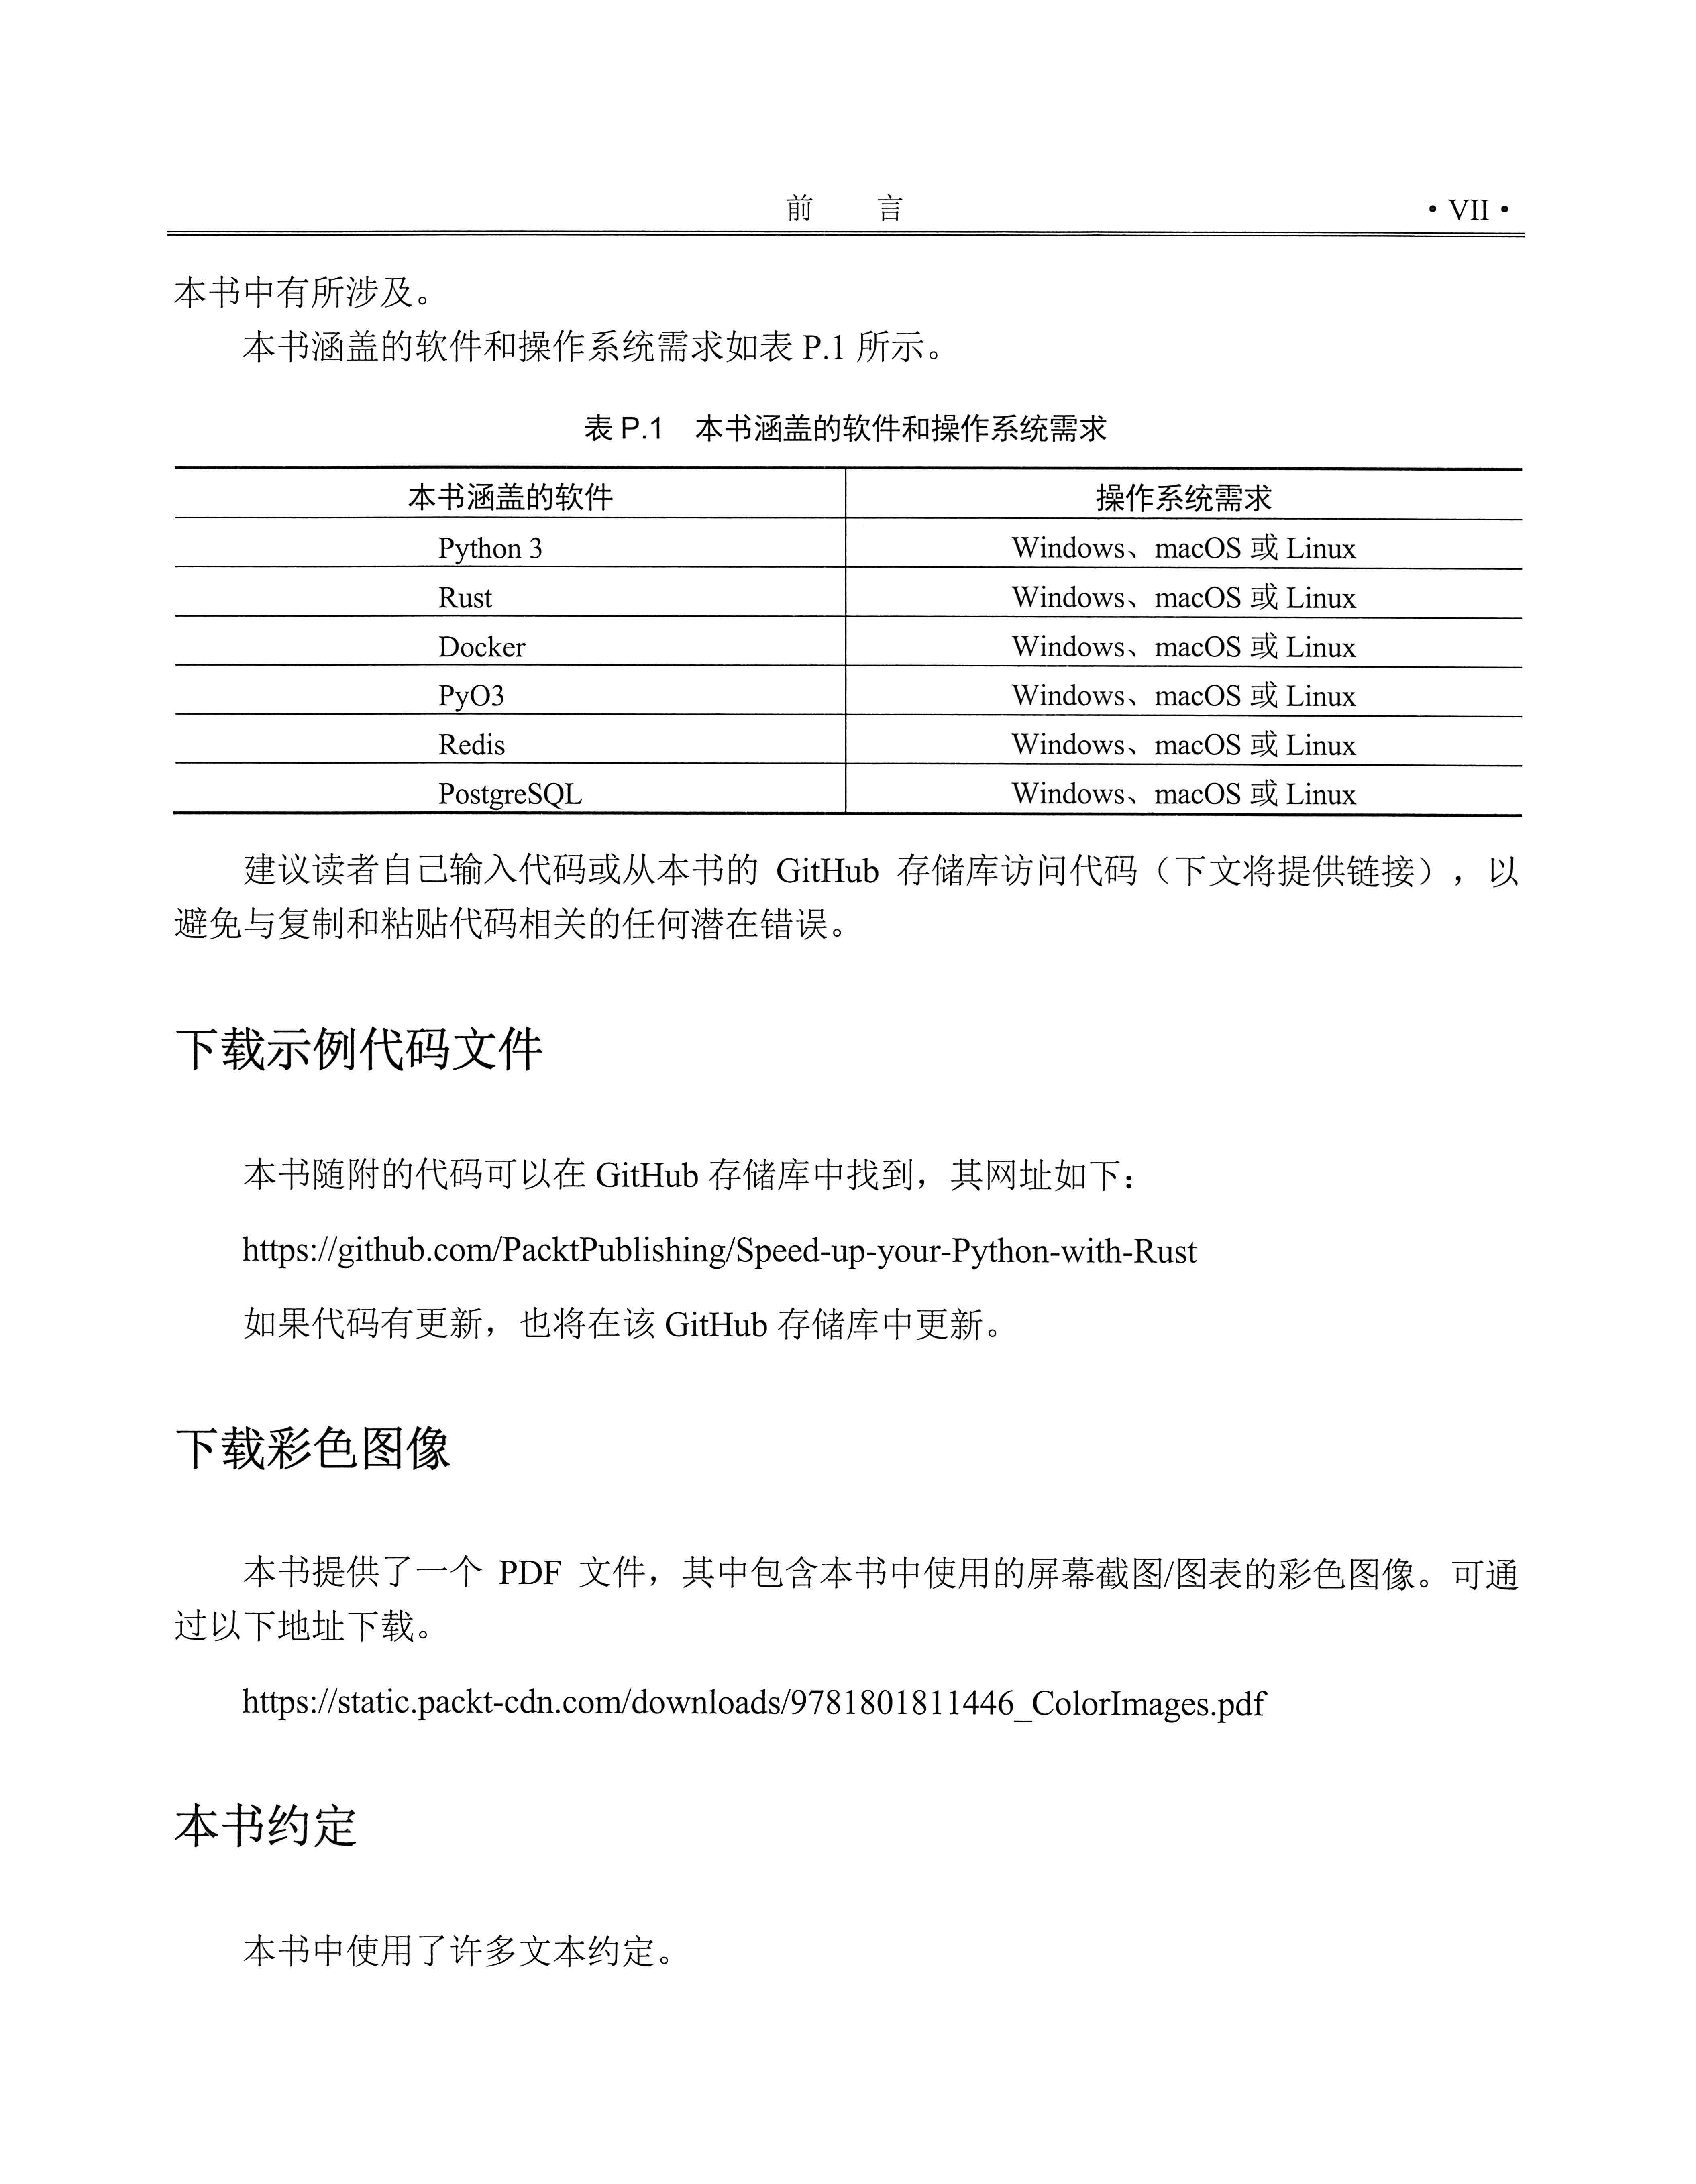 前 言 • VII •
本书中有所涉及。
本书涵盖的软件和操作系统需求如表 P.1 所示。
表 P.1 本书涵盖的软件和操作系统需求
本书涵盖的软件 操作系统需求
Python 3 Windows、macOS 或 Linux
Rust Windows、macOS 或 Linux
Docker Windows、macOS 或 Linux
PyO3 Windows、macOS 或 Linux
Redis Windows、macOS 或 Linux
PostgreSQL Windows、macOS 或 Linux
建议读者自己输入代码或从本书的 GitHub 存储库访问代码（下文将提供链接），以
避免与复制和粘贴代码相关的任何潜在错误。
下载示例代码文件
本书随附的代码可以在 GitHub 存储库中找到，其网址如下：
https://github.com/PacktPublishing/Speed-up-your-Python-with-Rust
如果代码有更新，也将在该 GitHub 存储库中更新。
下载彩色图像
本书提供了一个 PDF 文件，其中包含本书中使用的屏幕截图/图表的彩色图像。可通
过以下地址下载。
https://static.packt-cdn.com/downloads/9781801811446_ColorImages.pdf
本书约定
本书中使用了许多文本约定。